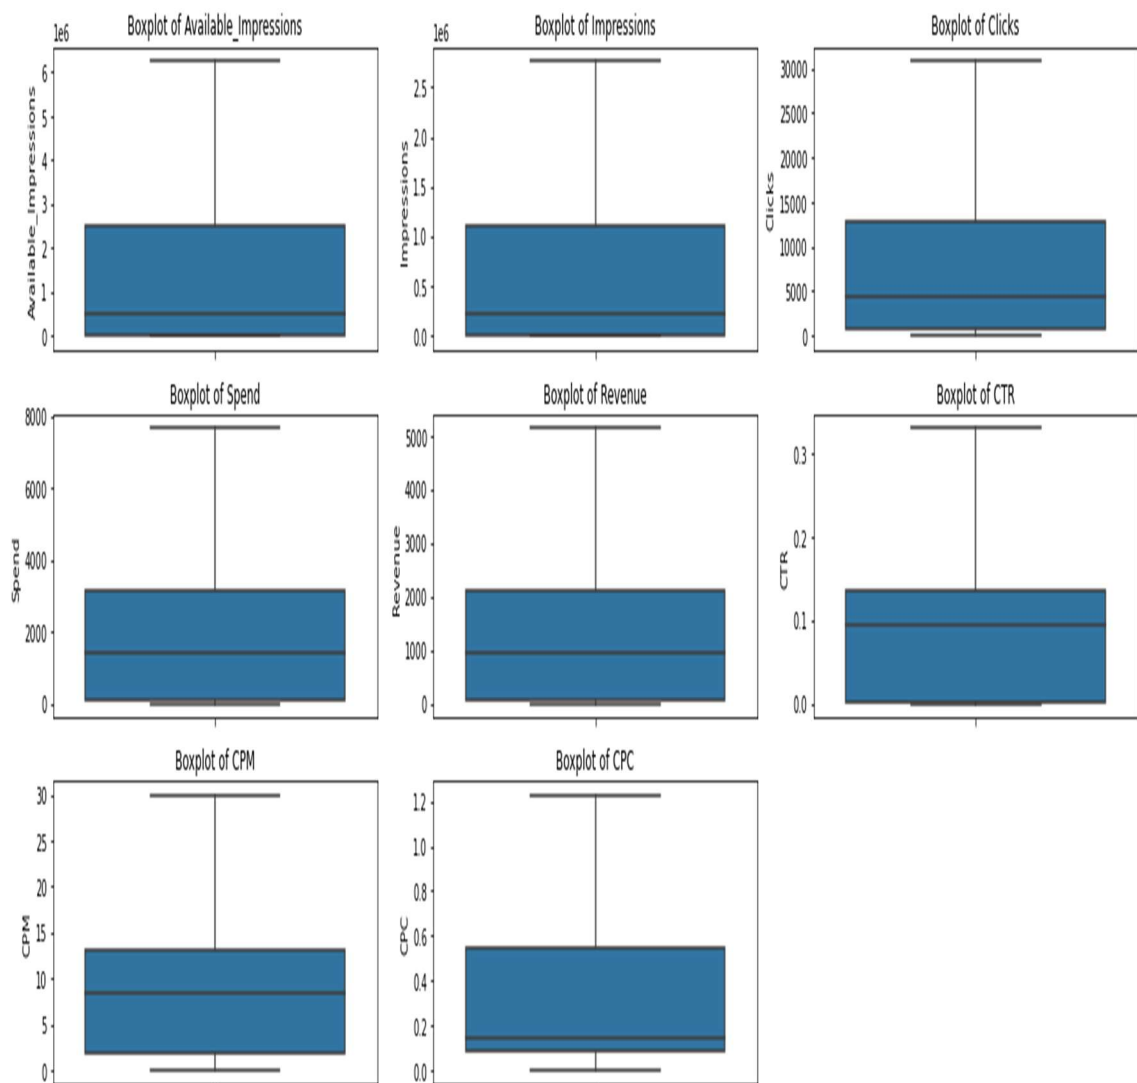 Boxplot of Available_Impressions
1e6
Available_Impressions
6
5
4
3
2
1
0
Boxplot of Impressions
1e6
Impressions
2.5
2.0
1.5
1.0
0.5
0.0
Boxplot of Clicks
Clicks
30000
25000
20000
15000
10000
5000
0
Boxplot of Spend
Spend
8000
6000
4000
2000
0
Boxplot of Revenue
Revenue
5000
4000
3000
2000
1000
0
Boxplot of CTR
CTR
0.3
0.2
0.1
0.0
Boxplot of CPM
CPM
30
25
20
15
10
5
0
Boxplot of CPC
CPC
1.2
1.0
0.8
0.6
0.4
0.2
0.0